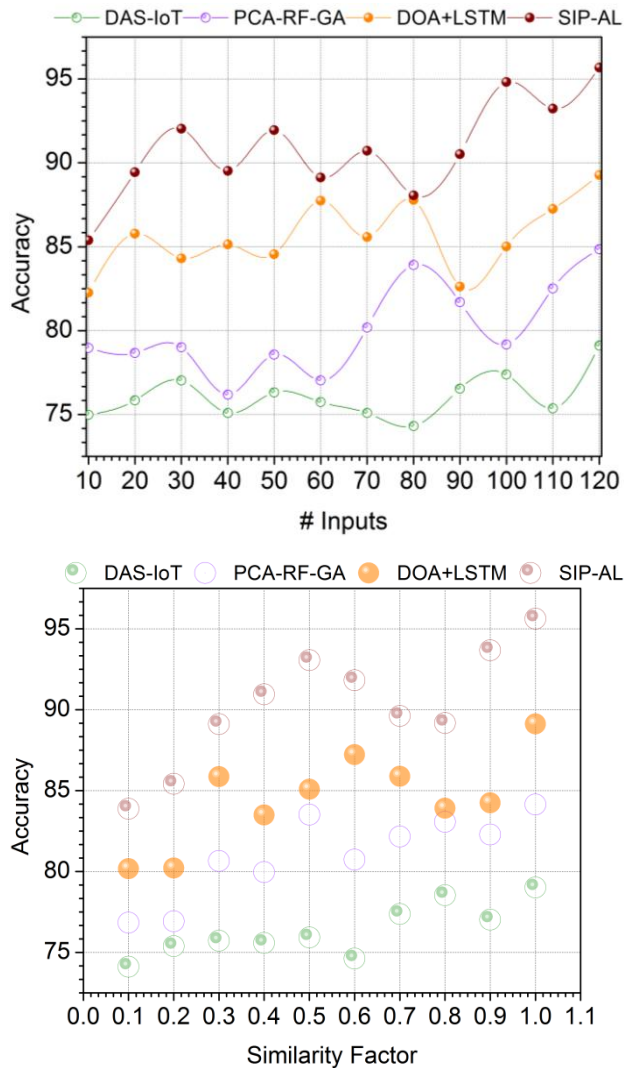 DAS-IoT PCA-RF-GA DOA+LSTM SIP-AL
95
90
85
80
75
Accuracy
10 20 30 40 50 60 70 80 90 100 110 120
# Inputs
DAS-IoT PCA-RF-GA DOA+LSTM SIP-AL
95
90
85
80
75
Accuracy
0.0 0.1 0.2 0.3 0.4 0.5 0.6 0.7 0.8 0.9 1.0 1.1
Similarity Factor